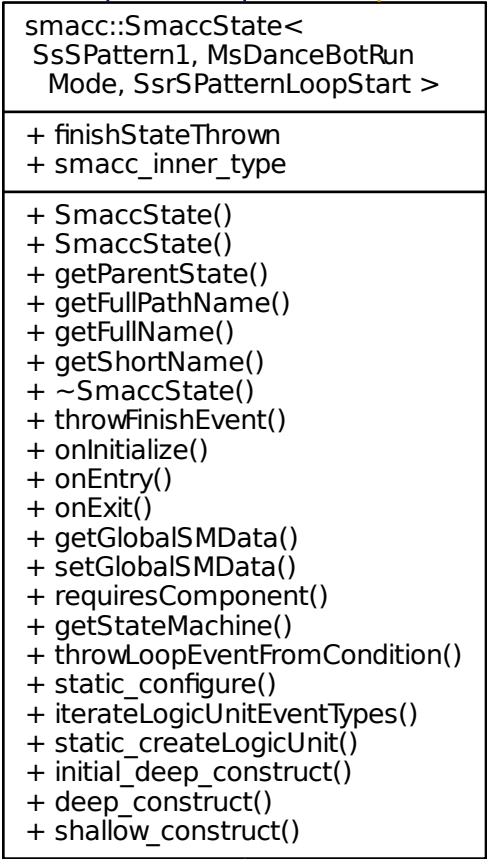 smacc::SmaccState<
SsSPattern1, MsDanceBotRun
Mode, SsrSPatternLoopStart >
+ finishStateThrown
+ smacc_inner_type
+ SmaccState()
+ SmaccState()
+ getParentState()
+ getFullPathName()
+ getFullName()
+ getShortName()
+ ~SmaccState()
+ throwFinishEvent()
+ onInitialize()
+ onEntry()
+ onExit()
+ getGlobalSMData()
+ setGlobalSMData()
+ requiresComponent()
+ getStateMachine()
+ throwLoopEventFromCondition()
+ static_configure()
+ iterateLogicUnitEventTypes()
+ static_createLogicUnit()
+ initial_deep_construct()
+ deep_construct()
+ shallow_construct()